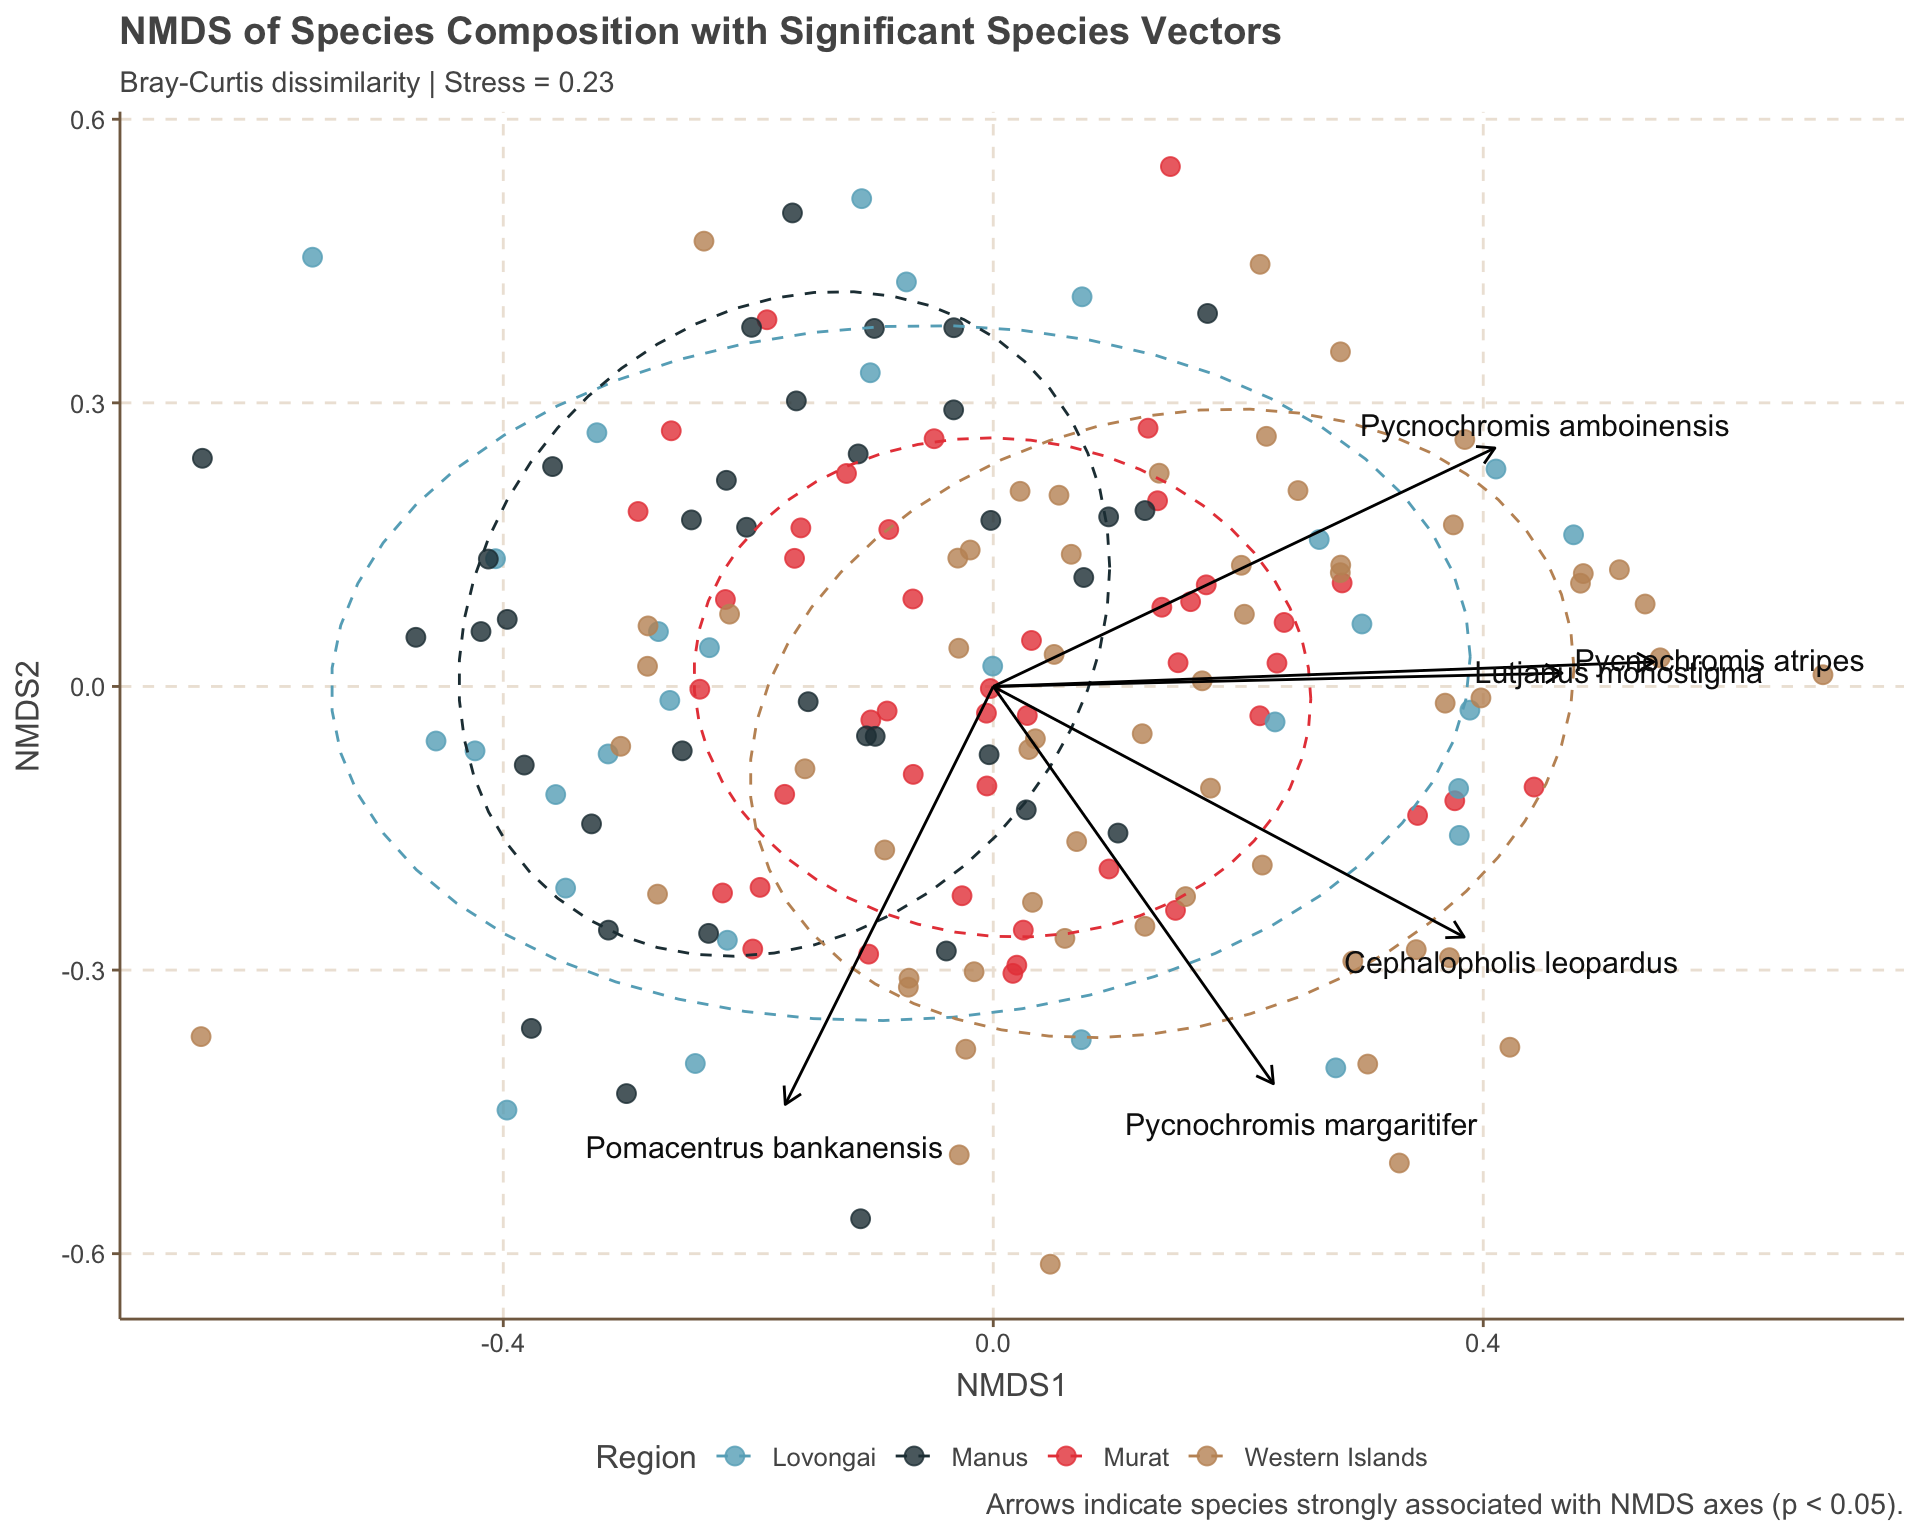 NMDS of Species Composition with Significant Species Vectors
Bray-Curtis dissimilarity | Stress = 0.23
0.6
0.3
0.0
-0.3
-0.6
NMDS2
Pycnochromis amboinensis
Pycnochromis atripes
Lutjanus monostigma
Cephalopholis leopardus
Pycnochromis margaritifer
Pomacentrus bankanensis
-0.4
0.0
0.4
NMDS1
Region
Lovongai
Manus
Murat
Western Islands
Arrows indicate species strongly associated with NMDS axes (p < 0.05).